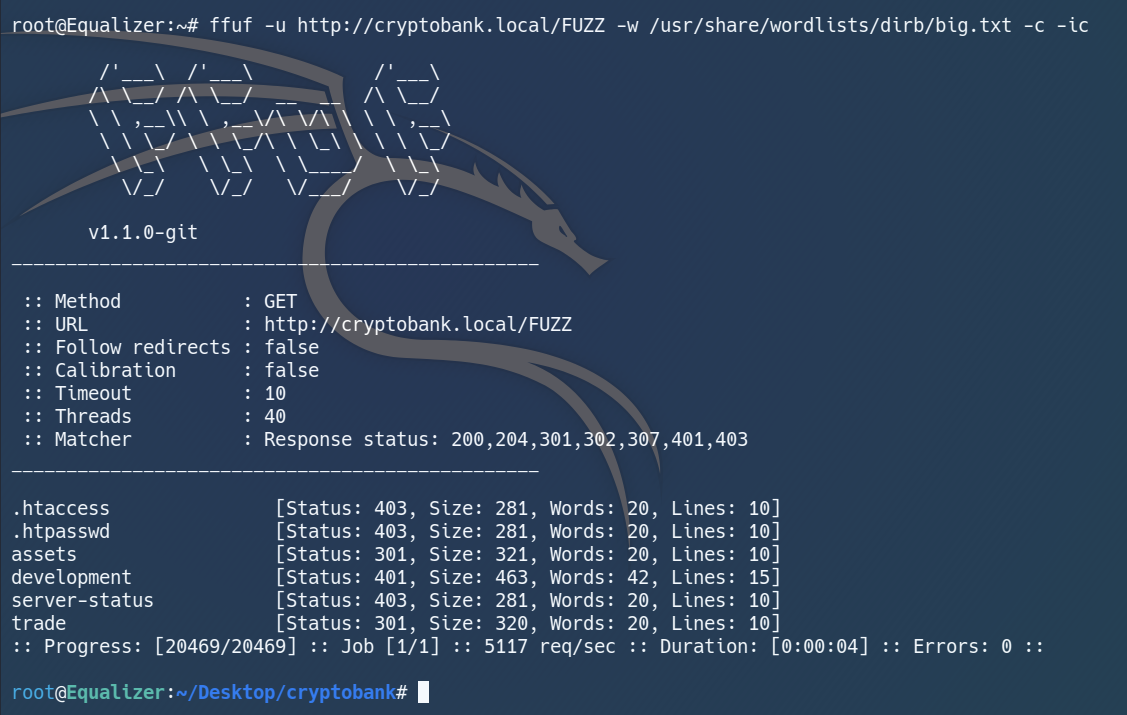 root@Equalizer:~# ffuf -u http://cryptobank.local/FUZZ -w /usr/share/wordlists/dirb/big.txt -c -ic

        /'___\  /'___\           /'___\
       /\ \__/ /\ \__/  __  __  /\ \__/
       \ \ ,__\\ \ ,__\/\ \/\ \ \ \ ,__\
        \ \ \_/ \ \ \_/\ \ \_\ \ \ \ \_/
         \ \_\   \ \_\  \ \____/  \ \_\
          \/_/    \/_/   \/___/    \/_/

       v1.1.0-git
________________________________________________

 :: Method           : GET
 :: URL              : http://cryptobank.local/FUZZ
 :: Follow redirects : false
 :: Calibration      : false
 :: Timeout          : 10
 :: Threads          : 40
 :: Matcher          : Response status: 200,204,301,302,307,401,403
________________________________________________

.htaccess               [Status: 403, Size: 281, Words: 20, Lines: 10]
.htpasswd               [Status: 403, Size: 281, Words: 20, Lines: 10]
assets                  [Status: 301, Size: 321, Words: 20, Lines: 10]
development             [Status: 401, Size: 463, Words: 42, Lines: 15]
server-status           [Status: 403, Size: 281, Words: 20, Lines: 10]
trade                   [Status: 301, Size: 320, Words: 20, Lines: 10]
:: Progress: [20469/20469] :: Job [1/1] :: 5117 req/sec :: Duration: [0:00:04] :: Errors: 0 ::

root@Equalizer:~/Desktop/cryptobank#